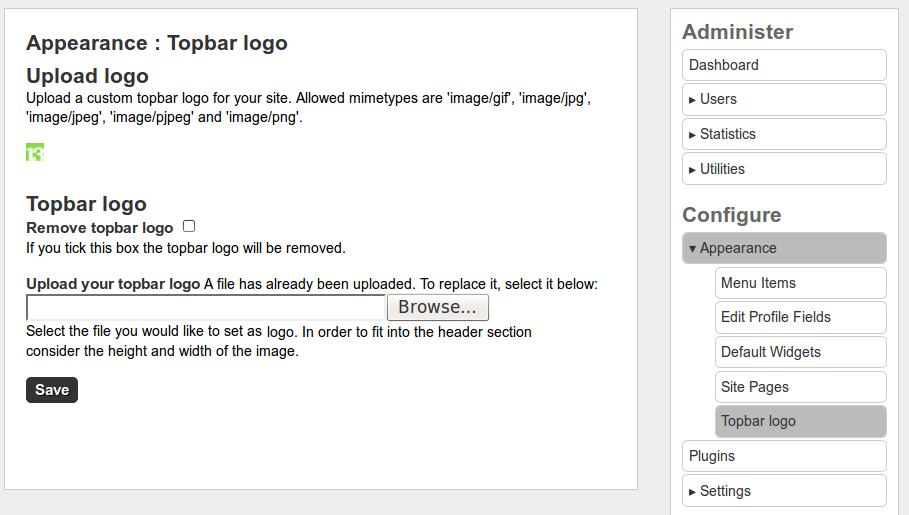 Appearance : Topbar logo
Upload logo
Upload a custom topbar logo for your site. Allowed mimetypes are 'image/gif', 'image/jpg',
'image/jpeg', 'image/pjpeg' and 'image/png'.
13
Topbar logo
Remove topbar logo
If you tick this box the topbar logo will be removed.
Upload your topbar logo A file has already been uploaded. To replace it, select it below:
Browse...
Select the file you would like to set as logo. In order to fit into the header section
consider the height and width of the image.
Save
Administer
Dashboard
▸ Users
▸ Statistics
▸ Utilities
Configure
▾ Appearance
Menu Items
Edit Profile Fields
Default Widgets
Site Pages
Topbar logo
Plugins
▸ Settings